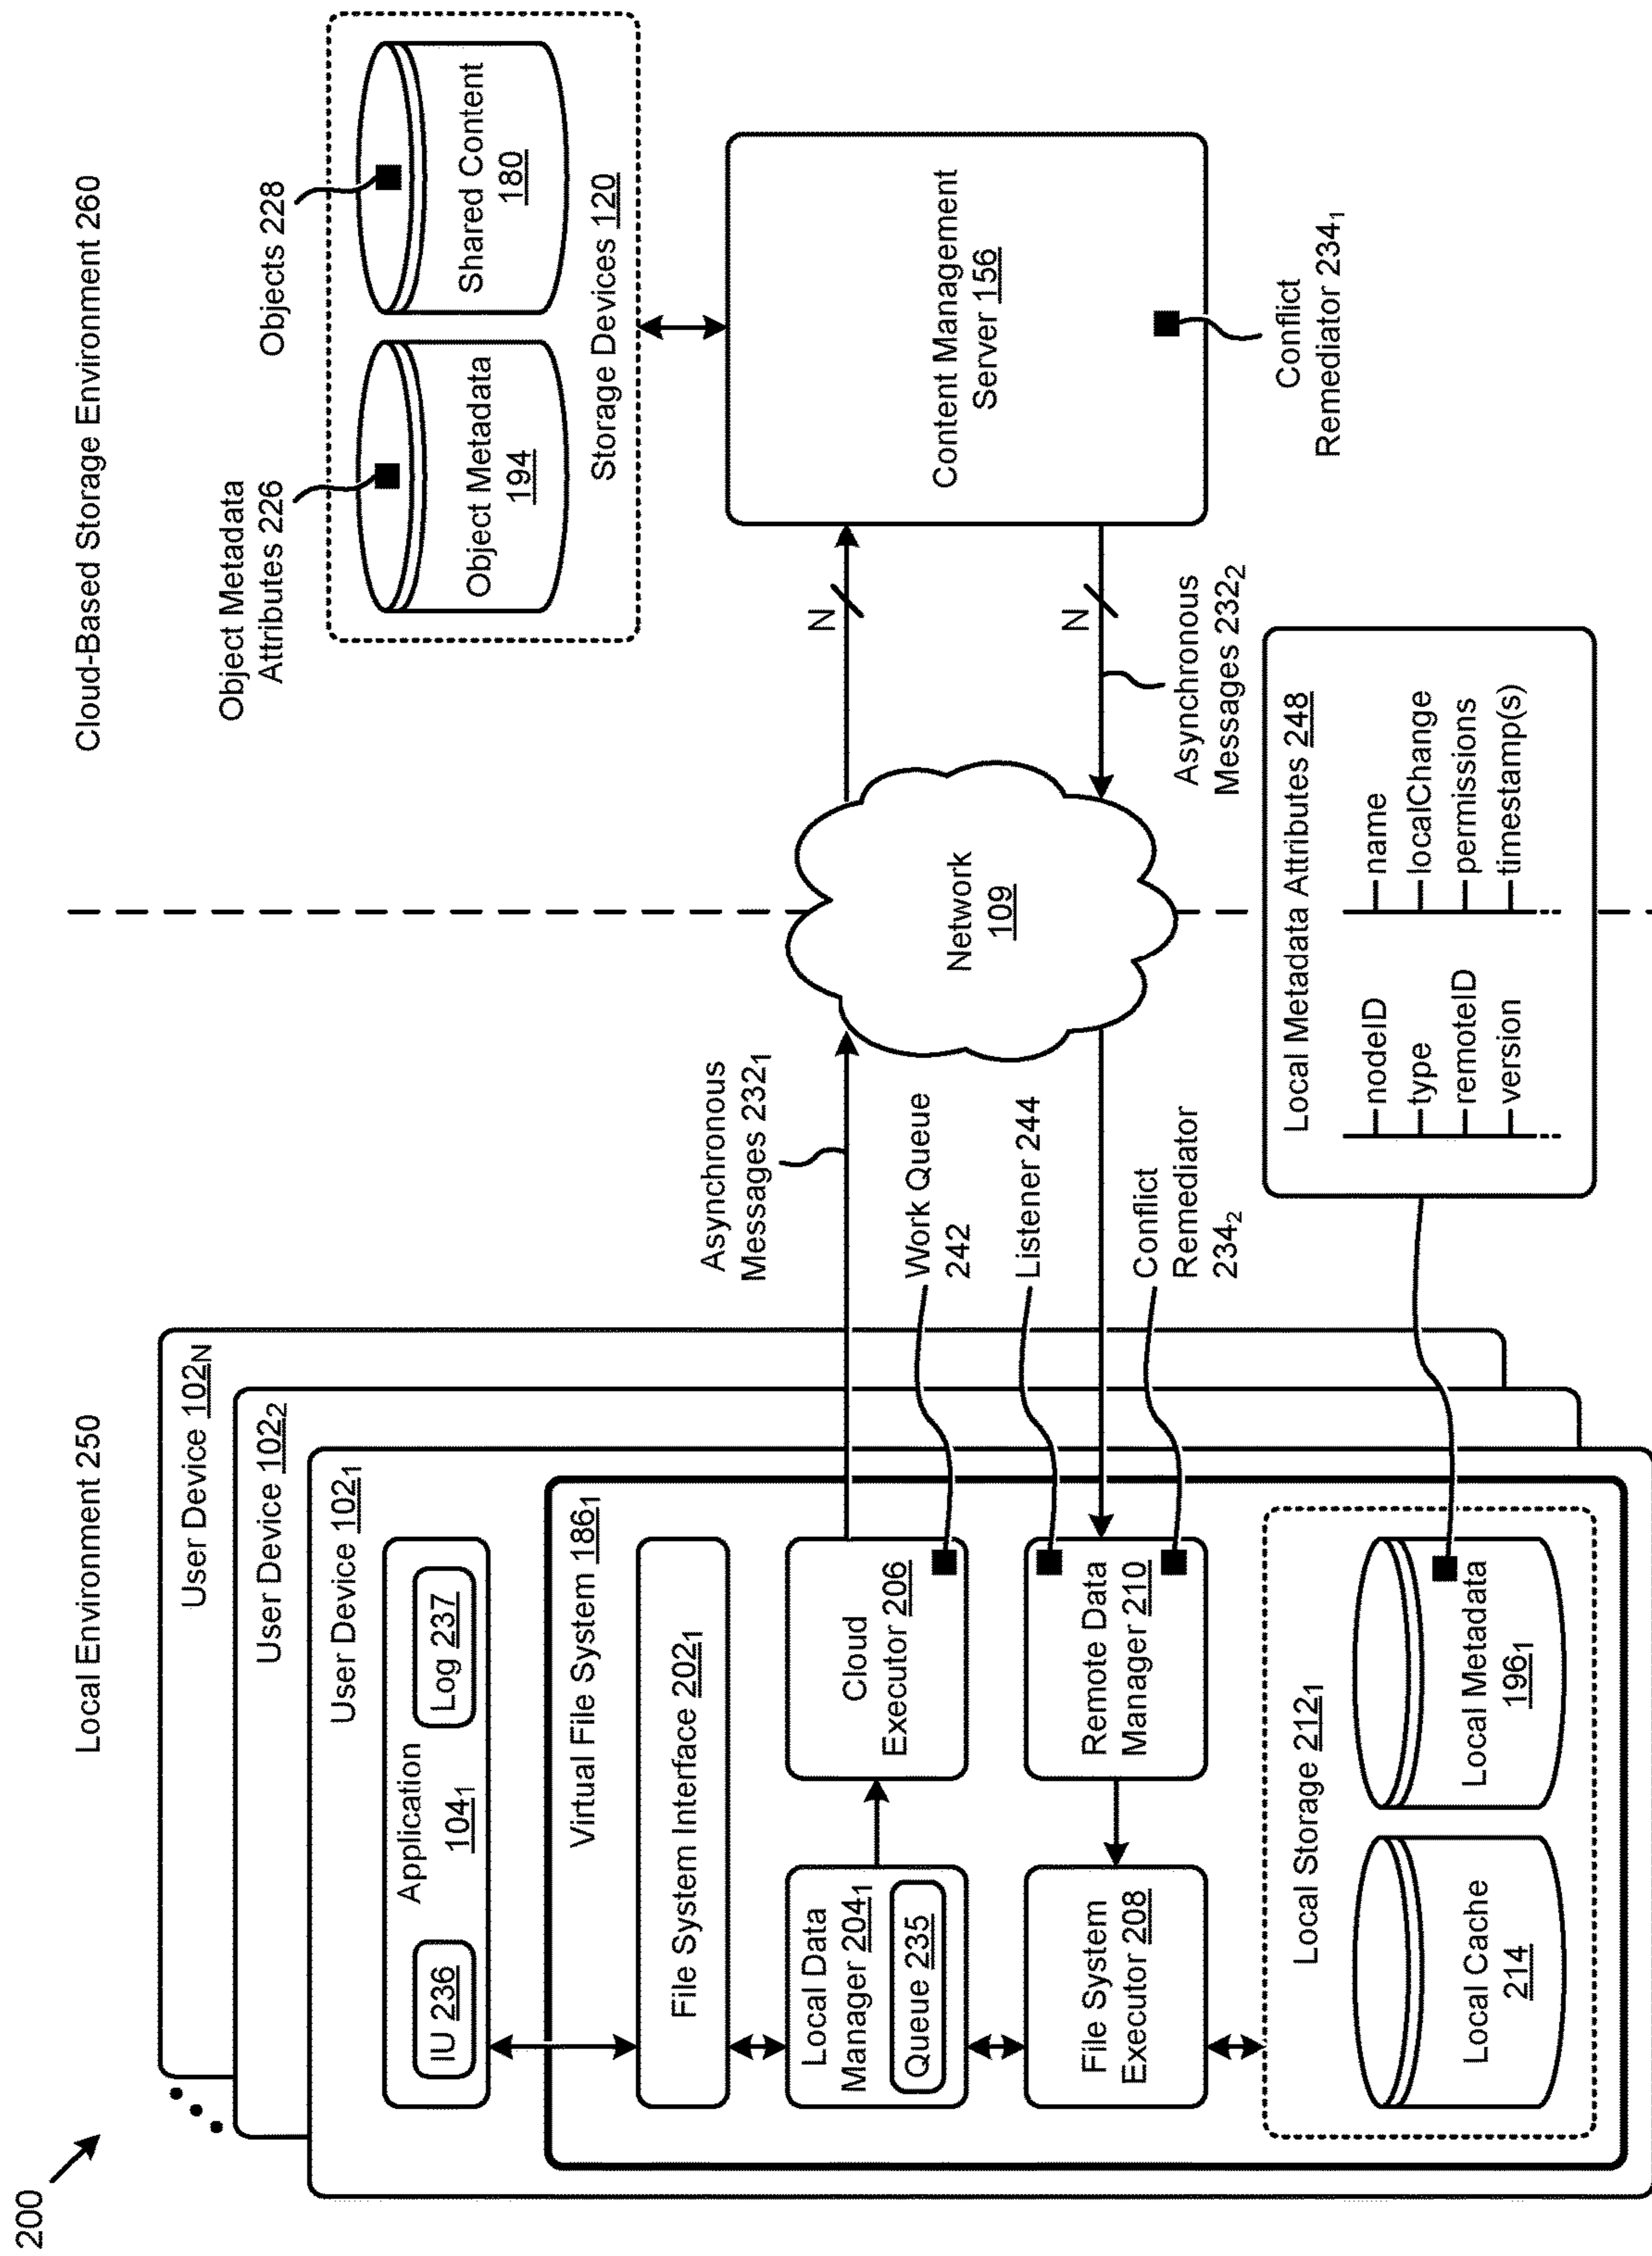 200
Local Environment 250
Cloud-Based Storage Environment 260
User Device 102N
User Device 1022
User Device 1021
IU 236
Application
1041
Log 237
Virtual File System 1861
File System Interface 2021
Local Data
Manager 2041
Queue 235
Cloud
Executor 206
File System
Executor 208
Remote Data
Manager 210
Local Storage 2121
Local Cache
214
Local Metadata
1961
Asynchronous
Messages 2321
Work Queue
242
Listener 244
Conflict
Remediator
2342
Network
109
N
N
Asynchronous
Messages 2322
Local Metadata Attributes 248
nodeID
type
remoteID
version
name
localChange
permissions
timestamp(s)
Object Metadata
Attributes 226
Objects 228
Object Metadata
194
Shared Content
180
Storage Devices 120
Content Management
Server 156
Conflict
Remediator 2341